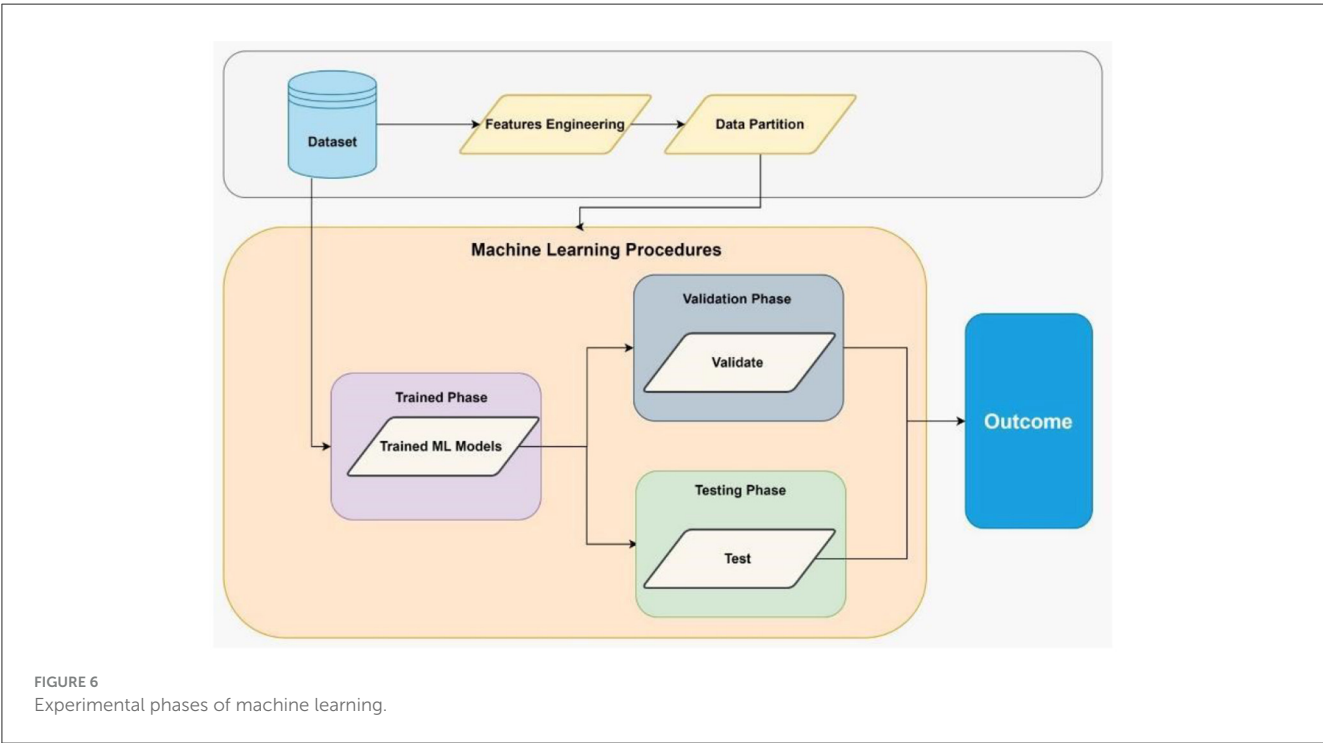 Dataset
Features Engineering
Data Partition
Machine Learning Procedures
Validation Phase
Validate
Trained Phase
Trained ML Models
Outcome
Testing Phase
Test
FIGURE 6
Experimental phases of machine learning.